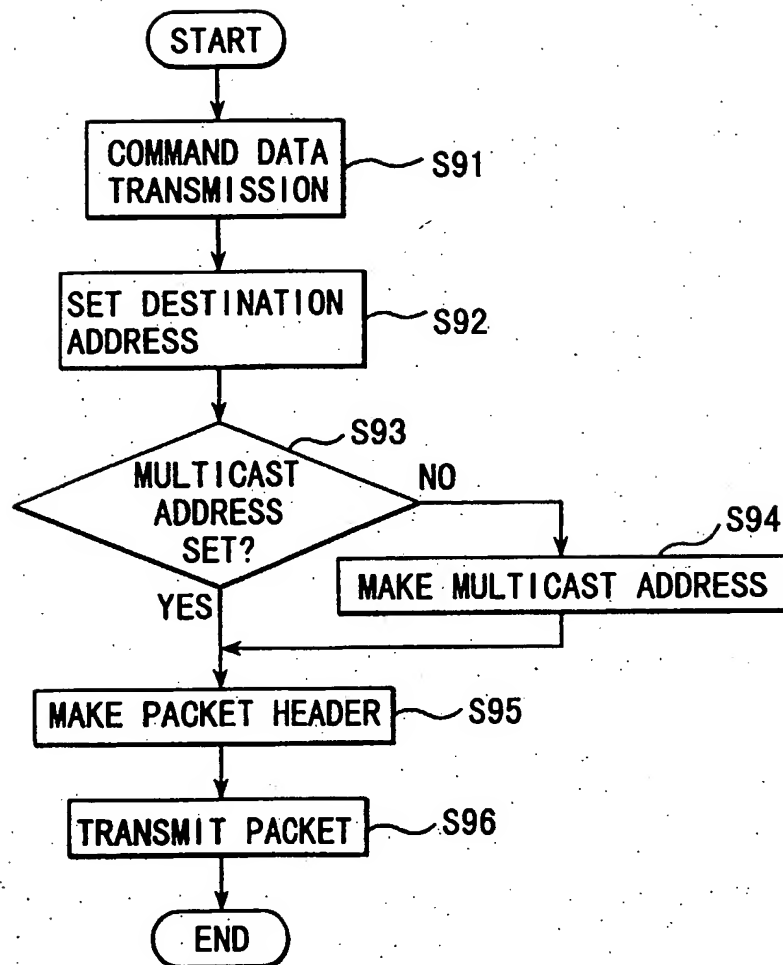 START
COMMAND DATA
TRANSMISSION
S91
SET DESTINATION
ADDRESS
S92
S93
MULTICAST
ADDRESS
SET?
NO
S94
MAKE MULTICAST ADDRESS
YES
MAKE PACKET HEADER
S95
TRANSMIT PACKET
S96
END